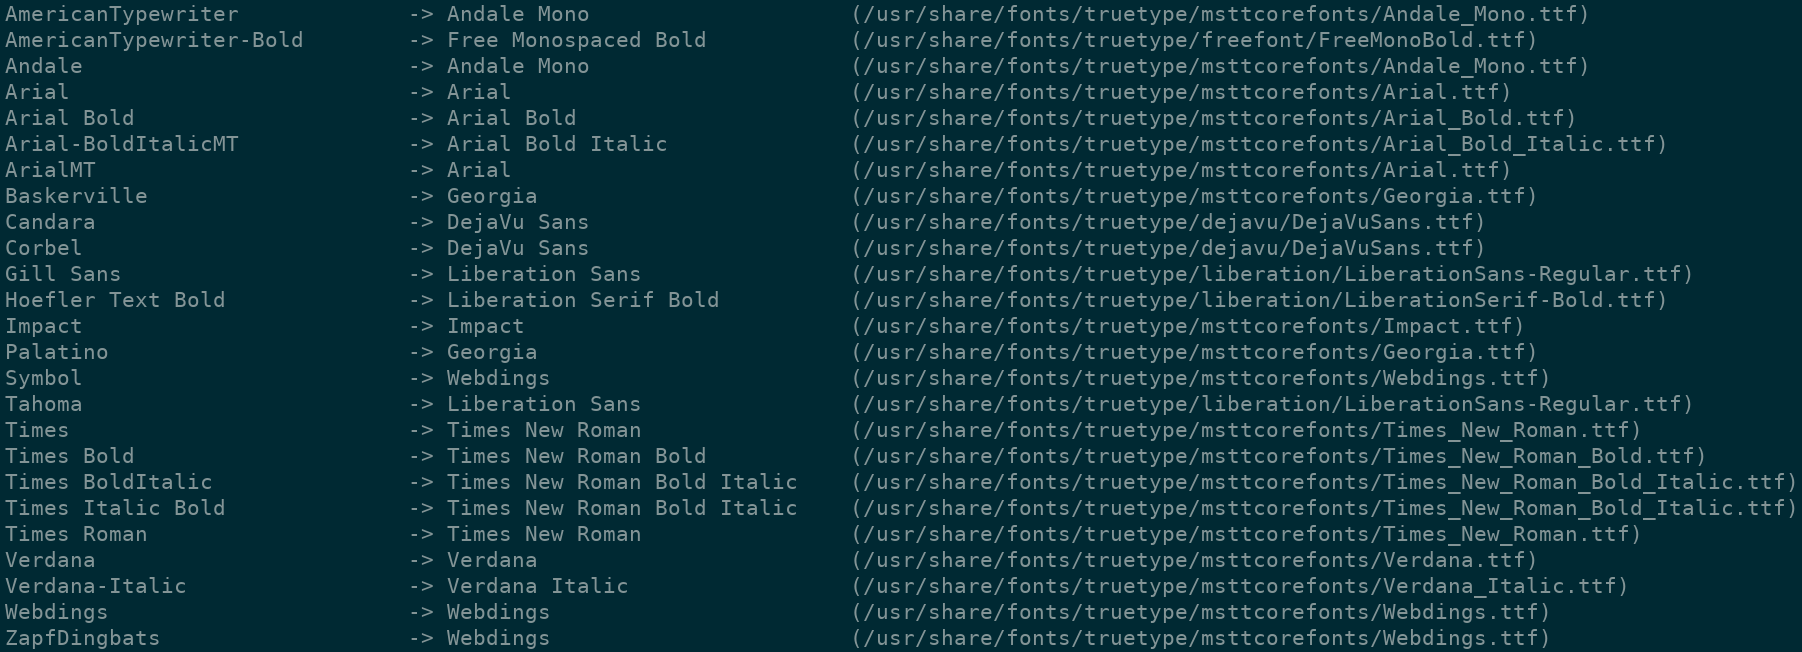 AmericanTypewriter -> Andale Mono (/usr/share/fonts/truetype/msttcorefonts/Andale_Mono.ttf)
AmericanTypewriter-Bold -> Free Monospaced Bold (/usr/share/fonts/truetype/freefont/FreeMonoBold.ttf)
Andale -> Andale Mono (/usr/share/fonts/truetype/msttcorefonts/Andale_Mono.ttf)
Arial -> Arial (/usr/share/fonts/truetype/msttcorefonts/Arial.ttf)
Arial Bold -> Arial Bold (/usr/share/fonts/truetype/msttcorefonts/Arial_Bold.ttf)
Arial-BoldItalicMT -> Arial Bold Italic (/usr/share/fonts/truetype/msttcorefonts/Arial_Bold_Italic.ttf)
ArialMT -> Arial (/usr/share/fonts/truetype/msttcorefonts/Arial.ttf)
Baskerville -> Georgia (/usr/share/fonts/truetype/msttcorefonts/Georgia.ttf)
Candara -> DejaVu Sans (/usr/share/fonts/truetype/dejavu/DejaVuSans.ttf)
Corbel -> DejaVu Sans (/usr/share/fonts/truetype/dejavu/DejaVuSans.ttf)
Gill Sans -> Liberation Sans (/usr/share/fonts/truetype/liberation/LiberationSans-Regular.ttf)
Hoefler Text Bold -> Liberation Serif Bold (/usr/share/fonts/truetype/liberation/LiberationSerif-Bold.ttf)
Impact -> Impact (/usr/share/fonts/truetype/msttcorefonts/Impact.ttf)
Palatino -> Georgia (/usr/share/fonts/truetype/msttcorefonts/Georgia.ttf)
Symbol -> Webdings (/usr/share/fonts/truetype/msttcorefonts/Webdings.ttf)
Tahoma -> Liberation Sans (/usr/share/fonts/truetype/liberation/LiberationSans-Regular.ttf)
Times -> Times New Roman (/usr/share/fonts/truetype/msttcorefonts/Times_New_Roman.ttf)
Times Bold -> Times New Roman Bold (/usr/share/fonts/truetype/msttcorefonts/Times_New_Roman_Bold.ttf)
Times BoldItalic -> Times New Roman Bold Italic (/usr/share/fonts/truetype/msttcorefonts/Times_New_Roman_Bold_Italic.ttf)
Times Italic Bold -> Times New Roman Bold Italic (/usr/share/fonts/truetype/msttcorefonts/Times_New_Roman_Bold_Italic.ttf)
Times Roman -> Times New Roman (/usr/share/fonts/truetype/msttcorefonts/Times_New_Roman.ttf)
Verdana -> Verdana (/usr/share/fonts/truetype/msttcorefonts/Verdana.ttf)
Verdana-Italic -> Verdana Italic (/usr/share/fonts/truetype/msttcorefonts/Verdana_Italic.ttf)
Webdings -> Webdings (/usr/share/fonts/truetype/msttcorefonts/Webdings.ttf)
ZapfDingbats -> Webdings (/usr/share/fonts/truetype/msttcorefonts/Webdings.ttf)